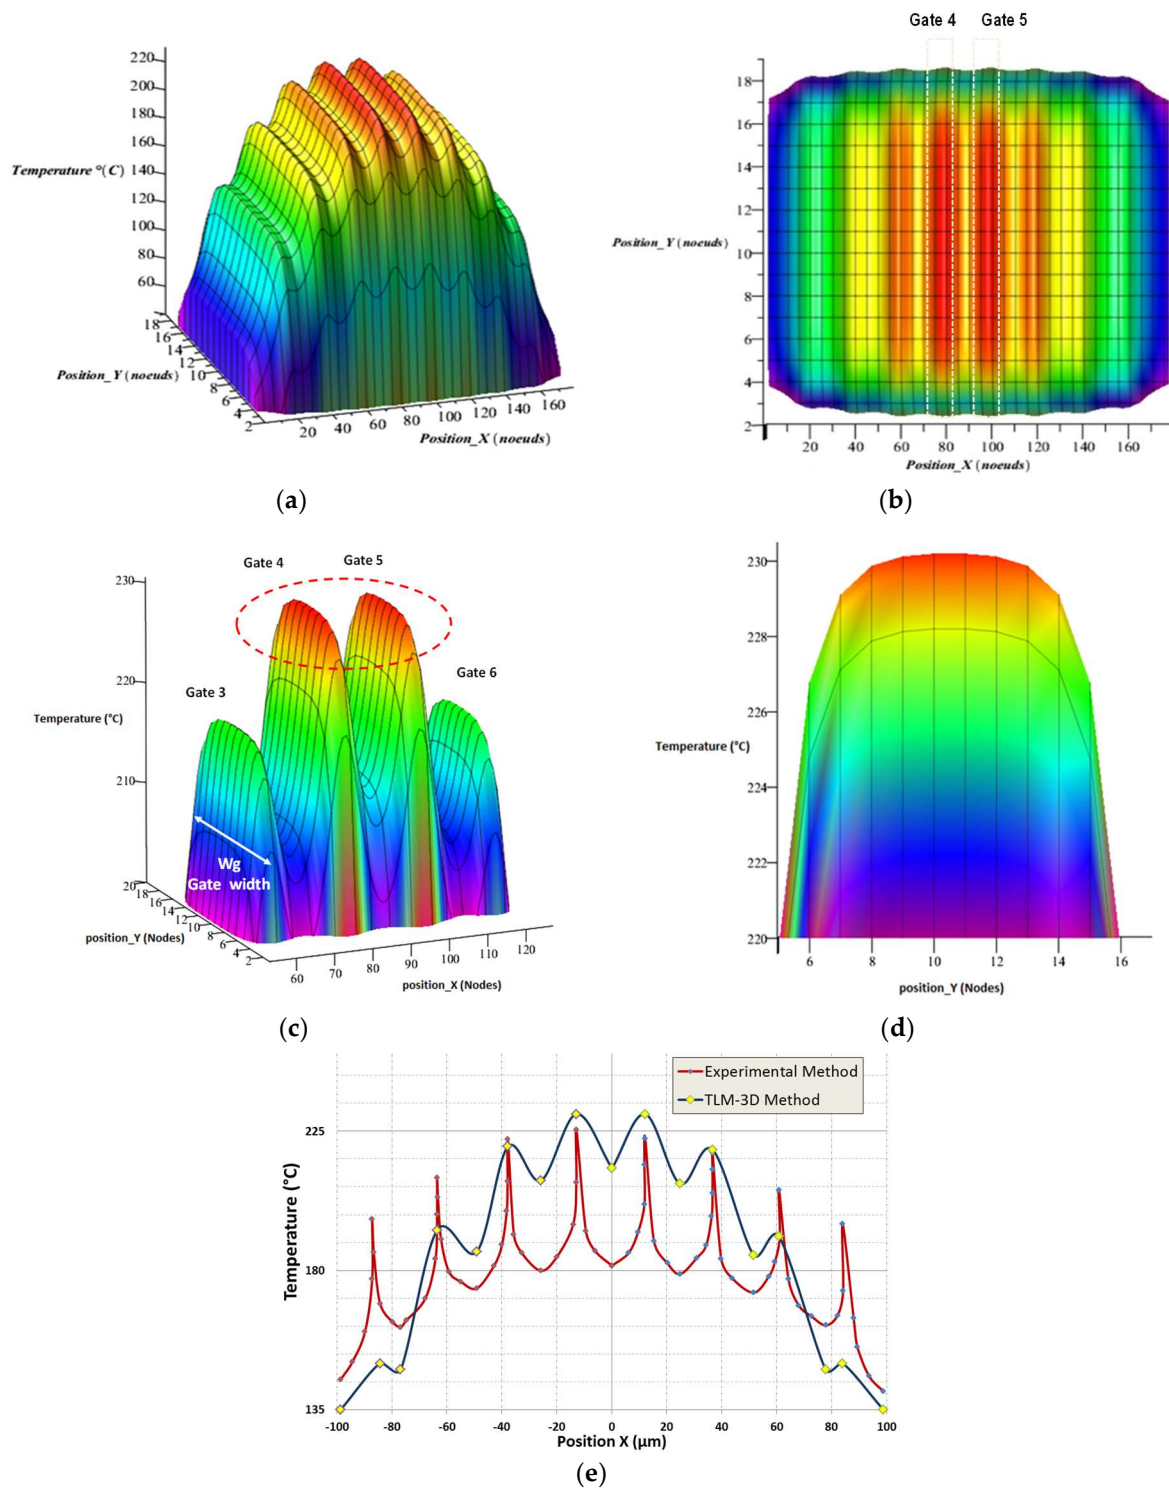 Gate 4 Gate 5
220
200
180
160
140
120
100
80
60
Temperature °(C)
18
16
14
12
10
8
6
4
2
Position_Y (noeuds)
20 40 60 80 100 120 140 160
Position_X (noeuds)
(a)
18
16
14
12
10
8
6
4
2
Position_Y (noeuds)
20 40 60 80 100 120 140 160
Position_X (noeuds)
(b)
Gate 4 Gate 5
Gate 3
Gate 6
230
220
210
20
Temperature (°C)
Wg
Gate width
18
16
14
12
10
8
6
4
2
position_Y (Nodes)
60 70 80 90 100 110 120
position_X (Nodes)
(c)
230
228
226
224
222
220
Temperature (°C)
6 8 10 12 14 16
position_Y (Nodes)
(d)
Experimental Method
TLM-3D Method
225
180
135
Temperature (°C)
-100 -80 -60 -40 -20 0 20 40 60 80 100
Position X (μm)
(e)